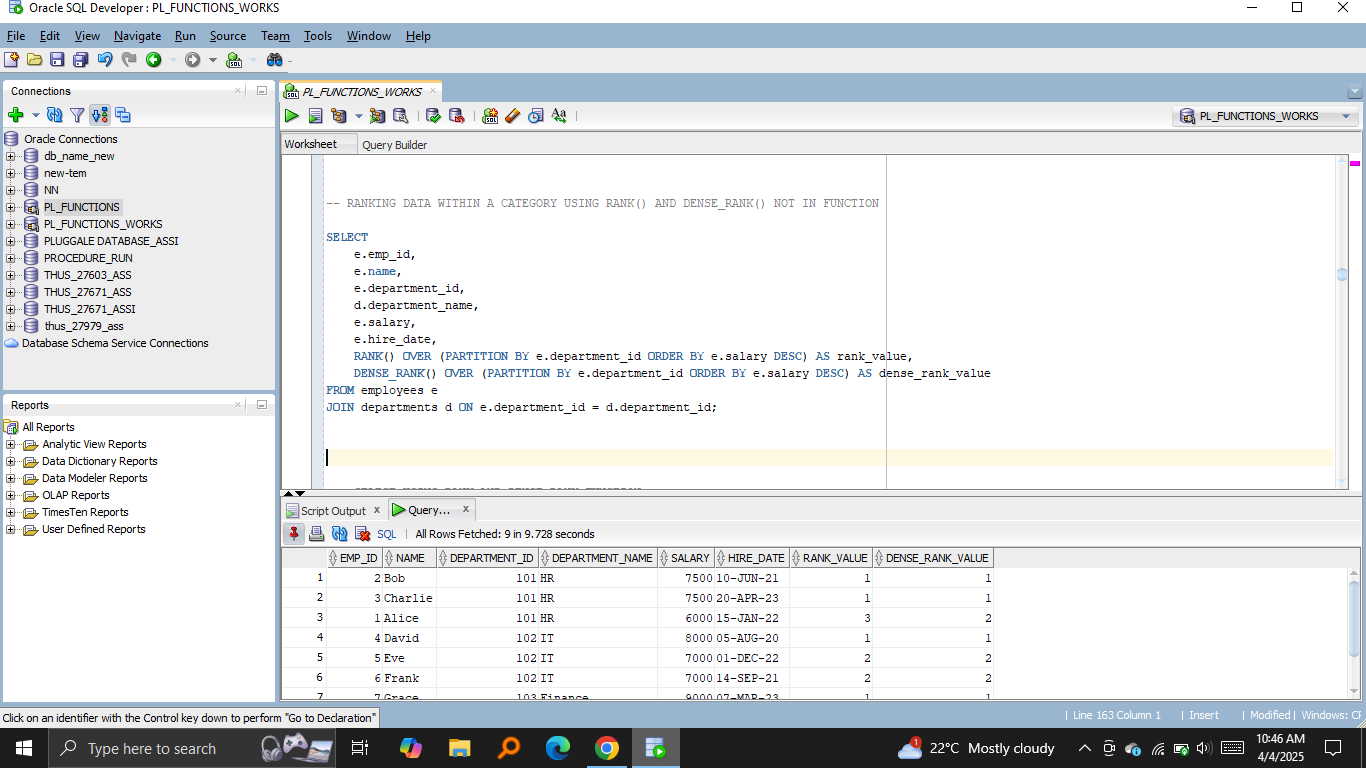 Oracle SQL Developer : PL_FUNCTIONS_WORKS
File Edit View Navigate Run Source Team Tools Window Help
Connections
Oracle Connections
db_name_new
new-tem
NN
PL_FUNCTIONS
PL_FUNCTIONS_WORKS
PLUGGALE DATABASE_ASSI
PROCEDURE_RUN
THUS_27603_ASS
THUS_27671_ASS
THUS_27671_ASSI
thus_27979_ass
Database Schema Service Connections
Reports
All Reports
Analytic View Reports
Data Dictionary Reports
Data Modeler Reports
OLAP Reports
TimesTen Reports
User Defined Reports
PL_FUNCTIONS_WORKS
PL_FUNCTIONS_WORKS
Worksheet Query Builder
-- RANKING DATA WITHIN A CATEGORY USING RANK() AND DENSE_RANK() NOT IN FUNCTION
SELECT
e.emp_id,
e.name,
e.department_id,
d.department_name,
e.salary,
e.hire_date,
RANK() OVER (PARTITION BY e.department_id ORDER BY e.salary DESC) AS rank_value,
DENSE_RANK() OVER (PARTITION BY e.department_id ORDER BY e.salary DESC) AS dense_rank_value
FROM employees e
JOIN departments d ON e.department_id = d.department_id;
Script Output Query...
SQL All Rows Fetched: 9 in 9.728 seconds
EMP_ID NAME DEPARTMENT_ID DEPARTMENT_NAME SALARY HIRE_DATE RANK_VALUE DENSE_RANK_VALUE
1 2 Bob 101 HR 7500 10-JUN-21 1 1
2 3 Charlie 101 HR 7500 20-APR-23 1 1
3 1 Alice 101 HR 6000 15-JAN-22 3 2
4 4 David 102 IT 8000 05-AUG-20 1 1
5 5 Eve 102 IT 7000 01-DEC-22 2 2
6 6 Frank 102 IT 7000 14-SEP-21 2 2
7 7 Grace 103 Finance 9000 07-MAR-23 1 1
Click on an identifier with the Control key down to perform "Go to Declaration"
Line 163 Column 1 Insert Modified Windows:
Type here to search
1
22°C Mostly cloudy
10:46 AM
4/4/2025